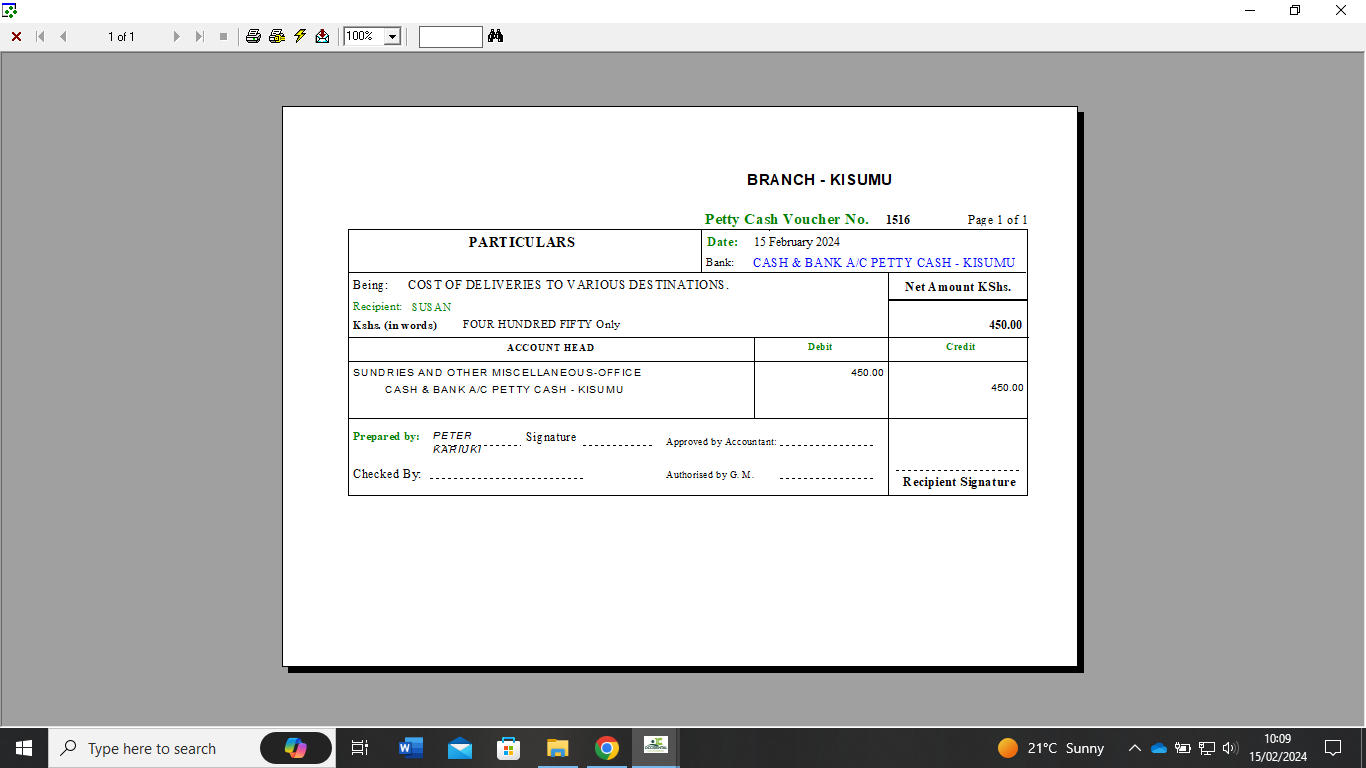 1 of 1
100%
BRANCH - KISUMU
Petty Cash Voucher No. 1516 Page 1 of 1
PARTICULARS
Date: 15 February 2024
Bank: CASH & BANK A/C PETTY CASH - KISUMU
Being: COST OF DELIVERIES TO VARIOUS DESTINATIONS.
Net Amount KShs.
Recipient: SUSAN
Kshs. (in words) FOUR HUNDRED FIFTY Only
450.00
ACCOUNT HEAD Debit Credit
SUNDRIES AND OTHER MISCELLANEOUS-OFFICE 450.00
CASH & BANK A/C PETTY CASH - KISUMU 450.00
Prepared by: PETER KARIUKI Signature Approved by Accountant:
Checked By: Authorised by G. M.
Recipient Signature
Type here to search
21°C Sunny
10:09
15/02/2024